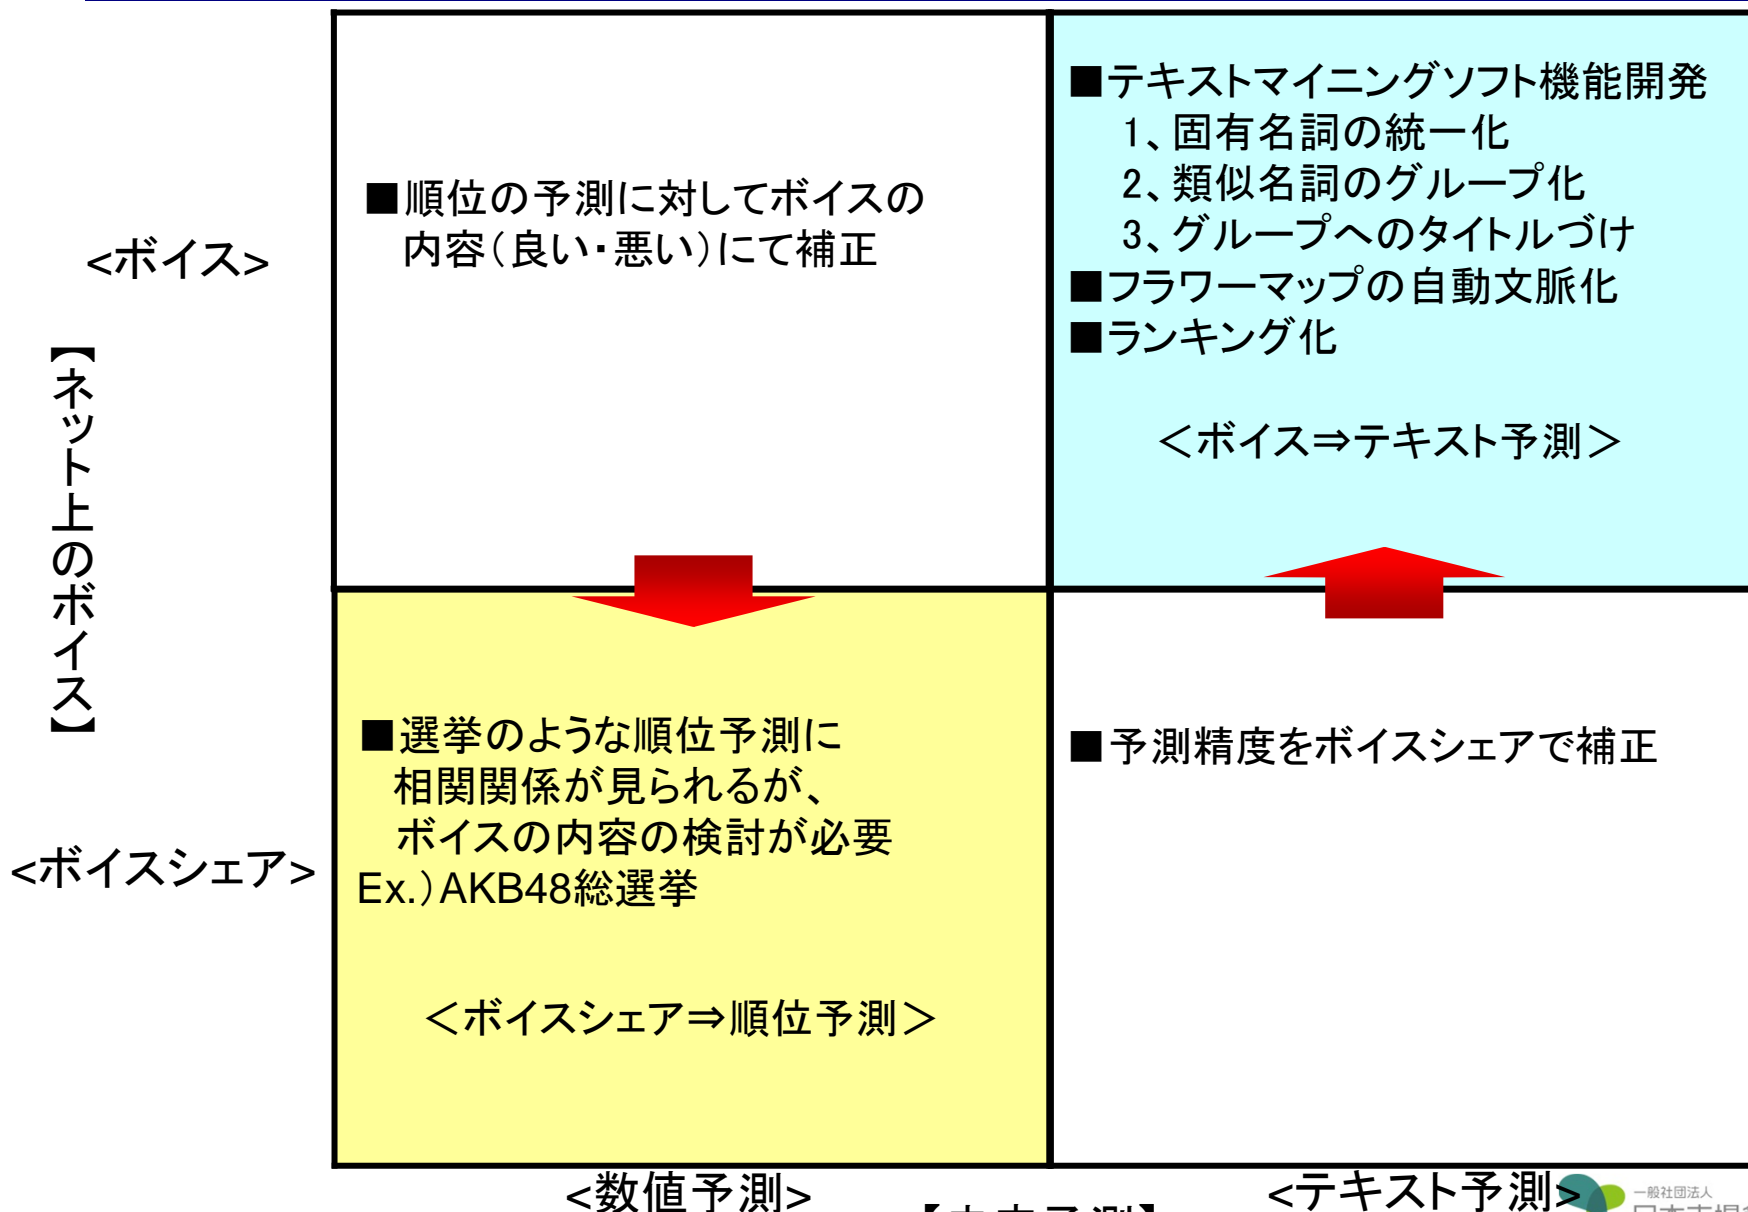 ■テキストマイニングソフト機能開発
1、固有名詞の統一化
2、類似名詞のグループ化
3、グループへのタイトルづけ
■フラワーマップの自動文脈化
■ランキング化
＜ボイス⇒テキスト予測＞
■順位の予測に対してボイスの
内容（良い・悪い）にて補正
<ボイス>
【ネット上のボイス】
<ボイスシェア>
■選挙のような順位予測に
相関関係が見られるが、
ボイスの内容の検討が必要
Ex.）AKB48総選挙
＜ボイスシェア⇒順位予測＞
■予測精度をボイスシェアで補正
<数値予測>
<テキスト予測>
一般社団法人